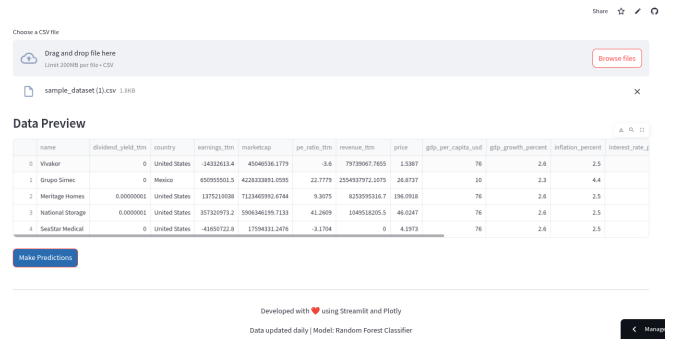 Share
Choose a CSV file
Drag and drop file here
Limit 200MB per file • CSV
Browse files
sample_dataset (1).csv 1.8KB
Data Preview
name dividend_yield_ttm country earnings_ttm marketcap pe_ratio_ttm revenue_ttm price gdp_per_capita_usd gdp_growth_percent inflation_percent interest_rate_p
0 Vivakor 0 United States -14332613.4 45046536.1779 -3.6 79739067.7655 1.5387 76 2.6 2.5
1 Grupo Simec 0 Mexico 650955501.5 4228333891.0595 22.7779 2554937972.1075 26.8737 10 2.3 4.4
2 Meritage Homes 0.00000001 United States 1375210038 7123465992.6744 9.3075 8253595316.7 196.0918 76 2.6 2.5
3 National Storage 0.0000001 United States 357320973.2 5906346199.7133 41.2609 1049518205.5 46.0247 76 2.6 2.5
4 SeaStar Medical 0 United States -41650722.8 17594331.2476 -3.1704 0 4.1973 76 2.6 2.5
Make Predictions
Developed with ❤️ using Streamlit and Plotly
Data updated daily | Model: Random Forest Classifier
Manage